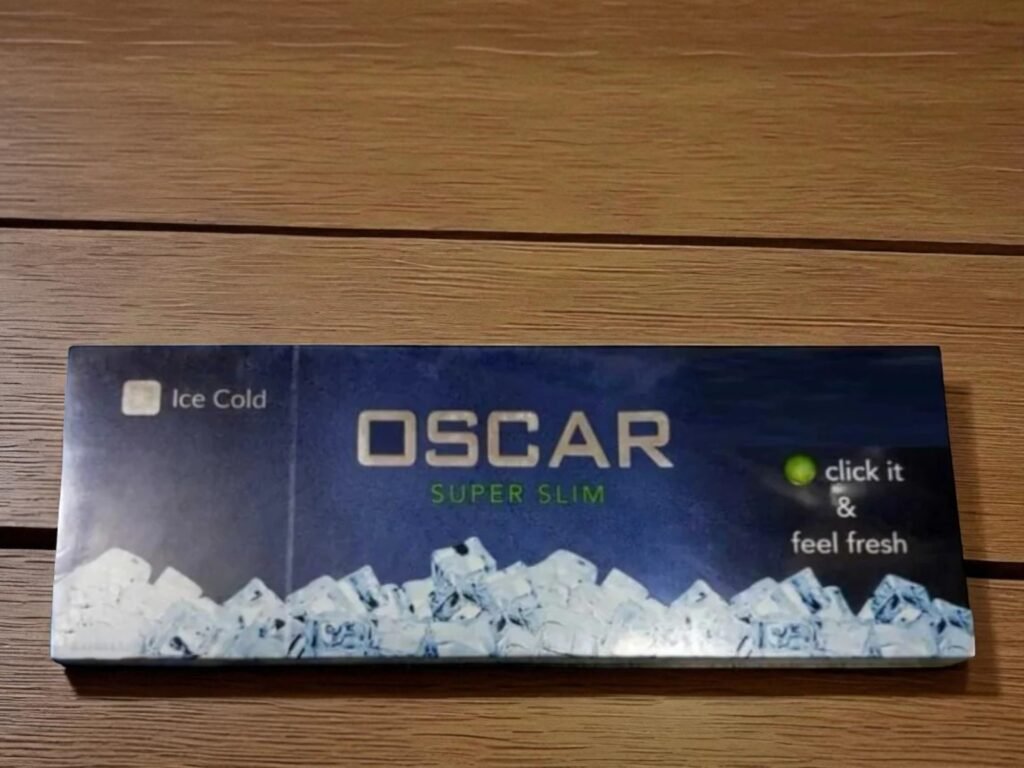 Ice Cold
OSCAR
SUPER SLIM
click it
&
feel fresh